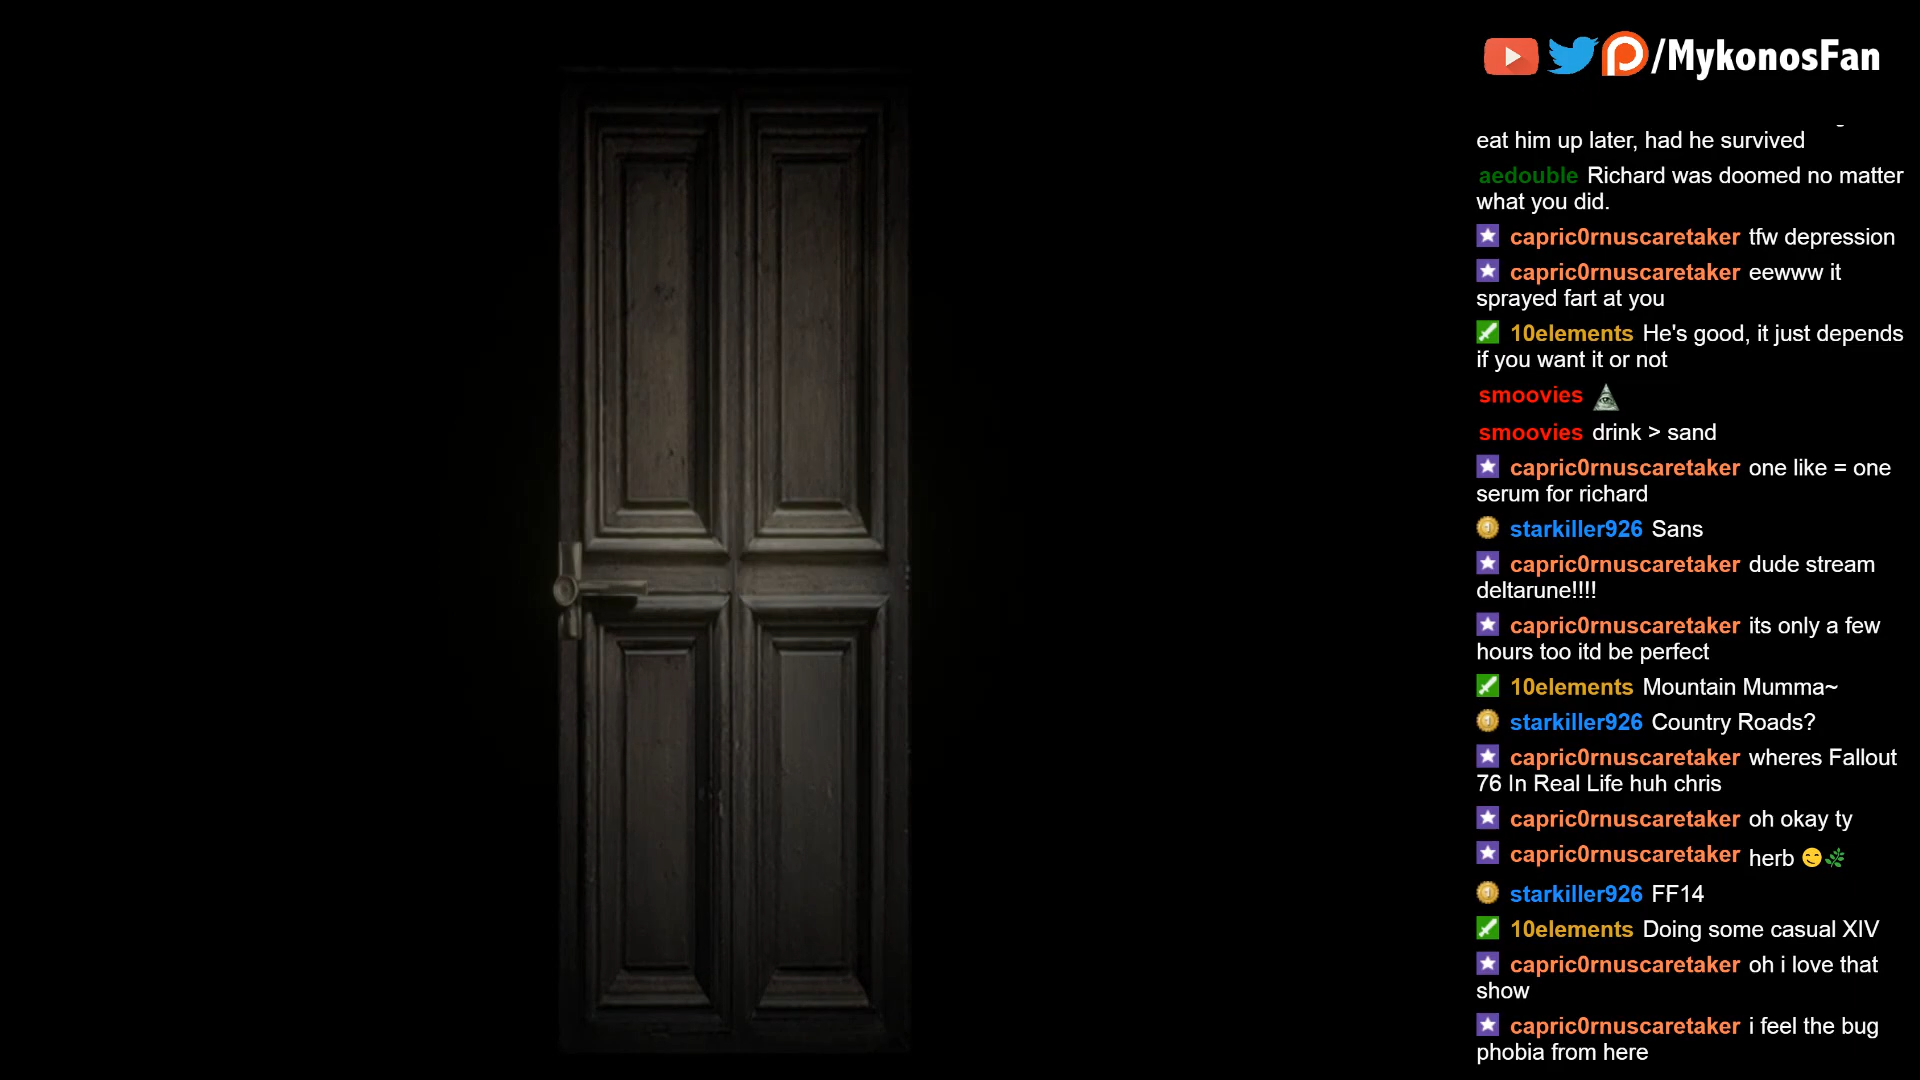 /MykonosFan
eat him up later, had he survived
aedouble Richard was doomed no matter
what you did.
capric0rnuscaretaker tfw depression
capric0rnuscaretaker eewww it
sprayed fart at you
10elements He's good, it just depends
if you want it or not
smoovies
smoovies drink > sand
capric0rnuscaretaker one like = one
serum for richard
starkiller926 Sans
capric0rnuscaretaker dude stream
deltarune!!!!
capric0rnuscaretaker its only a few
hours too itd be perfect
10elements Mountain Mumma~
starkiller926 Country Roads?
capric0rnuscaretaker wheres Fallout
76 In Real Life huh chris
capric0rnuscaretaker oh okay ty
capric0rnuscaretaker herb 😋🌿
starkiller926 FF14
10elements Doing some casual XIV
capric0rnuscaretaker oh i love that
show
capric0rnuscaretaker i feel the bug
phobia from here